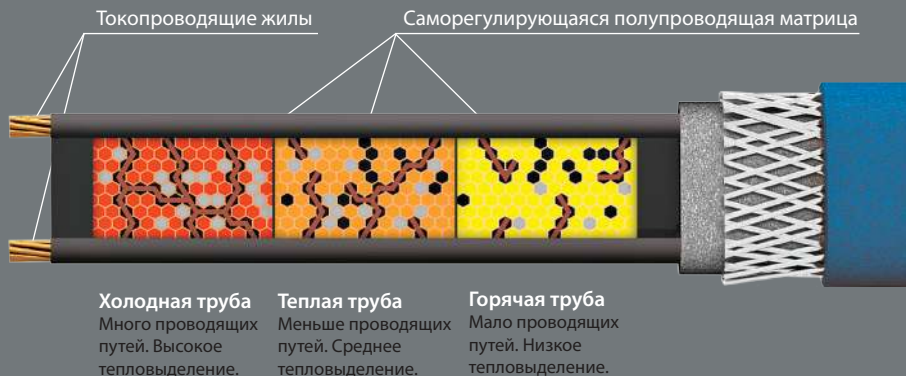 Токопроводящие жилы
Саморегулирующаяся полупроводящая матрица
Холодная труба
Много проводящих
путей. Высокое
тепловыделение.
Теплая труба
Меньше проводящих
путей. Среднее
тепловыделение.
Горячая труба
Мало проводящих
путей. Низкое
тепловыделение.